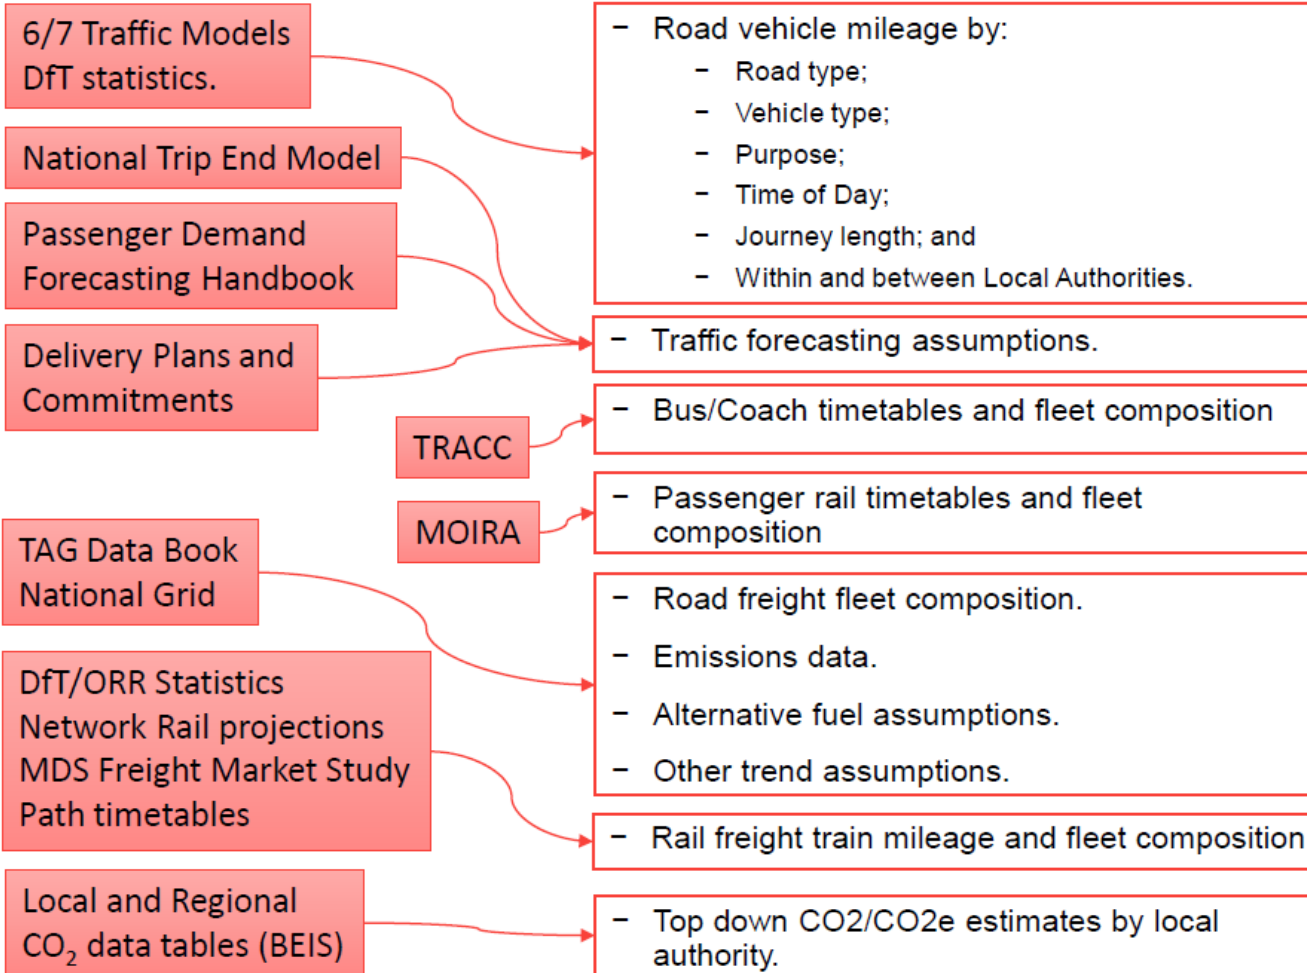 6/7 Traffic Models
DfT statistics.
National Trip End Model
Passenger Demand
Forecasting Handbook
Delivery Plans and
Commitments
TRACC
MOIRA
TAG Data Book
National Grid
DfT/ORR Statistics
Network Rail projections
MDS Freight Market Study
Path timetables
Local and Regional
CO₂ data tables (BEIS)
− Road vehicle mileage by:
− Road type;
− Vehicle type;
− Purpose;
− Time of Day;
− Journey length; and
− Within and between Local Authorities.
− Traffic forecasting assumptions.
− Bus/Coach timetables and fleet composition
− Passenger rail timetables and fleet
composition
− Road freight fleet composition.
− Emissions data.
− Alternative fuel assumptions.
− Other trend assumptions.
− Rail freight train mileage and fleet composition
− Top down CO2/CO2e estimates by local
authority.